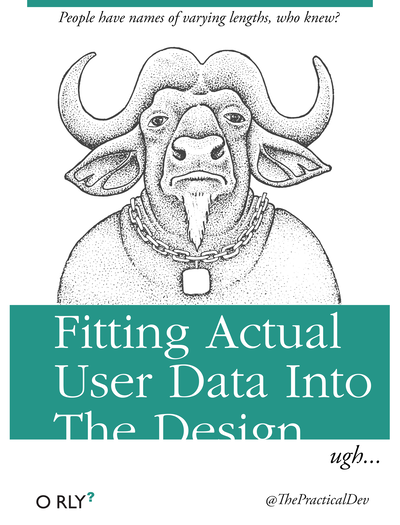 People have names of varying lengths, who knew?
Fitting Actual
User Data Into
The Design
ugh...
O RLY?
@ThePracticalDev